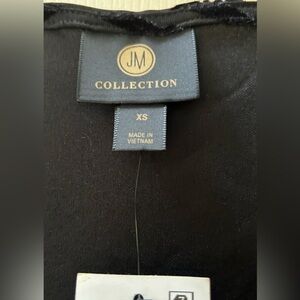 JM
COLLECTION
XS
MADE IN
VIETNAM